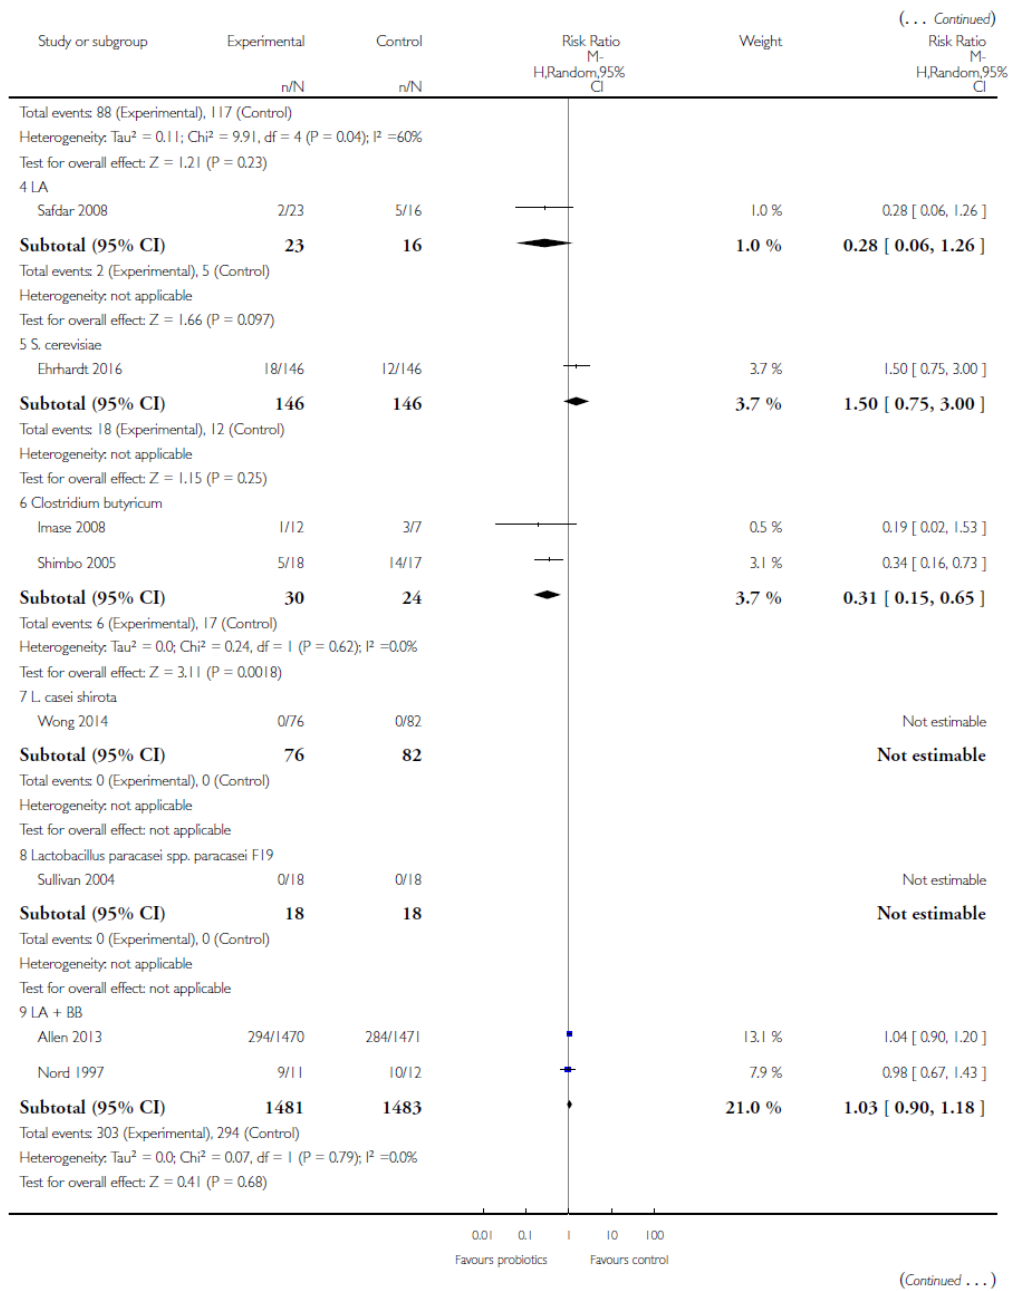 (... Continued)
Study or subgroup Experimental Control Risk Ratio Weight Risk Ratio
M-
H,Random,95%
CI
M-
H,Random,95%
CI
n/N n/N
Total events: 88 (Experimental), 117 (Control)
Heterogeneity: Tau² = 0.11; Chi² = 9.91, df = 4 (P = 0.04); I² =60%
Test for overall effect: Z = 1.21 (P = 0.23)
4 LA
Safdar 2008 2/23 5/16 1.0 % 0.28 [ 0.06, 1.26 ]
Subtotal (95% CI) 23 16 1.0 % 0.28 [ 0.06, 1.26 ]
Total events: 2 (Experimental), 5 (Control)
Heterogeneity: not applicable
Test for overall effect: Z = 1.66 (P = 0.097)
5 S. cerevisiae
Ehrhardt 2016 18/146 12/146 3.7 % 1.50 [ 0.75, 3.00 ]
Subtotal (95% CI) 146 146 3.7 % 1.50 [ 0.75, 3.00 ]
Total events: 18 (Experimental), 12 (Control)
Heterogeneity: not applicable
Test for overall effect: Z = 1.15 (P = 0.25)
6 Clostridium butyricum
Imase 2008 1/12 3/7 0.5 % 0.19 [ 0.02, 1.53 ]
Shimbo 2005 5/18 14/17 3.1 % 0.34 [ 0.16, 0.73 ]
Subtotal (95% CI) 30 24 3.7 % 0.31 [ 0.15, 0.65 ]
Total events: 6 (Experimental), 17 (Control)
Heterogeneity: Tau² = 0.0; Chi² = 0.24, df = 1 (P = 0.62); I² =0.0%
Test for overall effect: Z = 3.11 (P = 0.0018)
7 L. casei shirota
Wong 2014 0/76 0/82 Not estimable
Subtotal (95% CI) 76 82 Not estimable
Total events: 0 (Experimental), 0 (Control)
Heterogeneity: not applicable
Test for overall effect: not applicable
8 Lactobacillus paracasei spp. paracasei F19
Sullivan 2004 0/18 0/18 Not estimable
Subtotal (95% CI) 18 18 Not estimable
Total events: 0 (Experimental), 0 (Control)
Heterogeneity: not applicable
Test for overall effect: not applicable
9 LA + BB
Allen 2013 294/1470 284/1471 13.1 % 1.04 [ 0.90, 1.20 ]
Nord 1997 9/11 10/12 7.9 % 0.98 [ 0.67, 1.43 ]
Subtotal (95% CI) 1481 1483 21.0 % 1.03 [ 0.90, 1.18 ]
Total events: 303 (Experimental), 294 (Control)
Heterogeneity: Tau² = 0.0; Chi² = 0.07, df = 1 (P = 0.79); I² =0.0%
Test for overall effect: Z = 0.41 (P = 0.68)
0.01 0.1 1 10 100
Favours probiotics Favours control
(Continued ...)